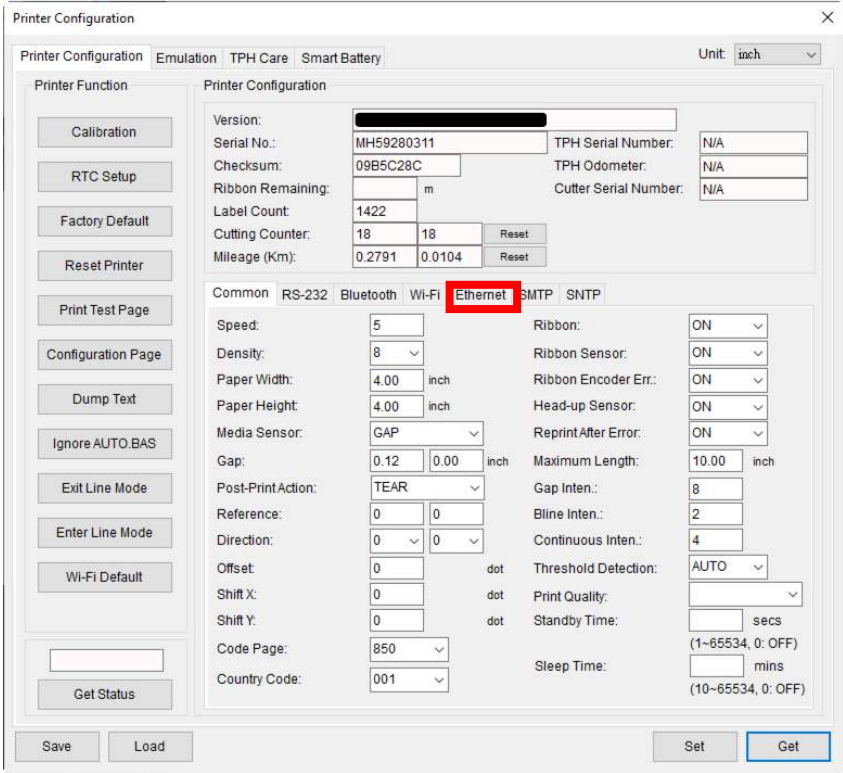 Printer Configuration
Printer Configuration Emulation TPH Care Smart Battery Unit: inch
Printer Function
Calibration
RTC Setup
Factory Default
Reset Printer
Print Test Page
Configuration Page
Dump Text
Ignore AUTO.BAS
Exit Line Mode
Enter Line Mode
Wi-Fi Default
Get Status
Printer Configuration
Version:
Serial No.: MH59280311 TPH Serial Number: N/A
Checksum: 09B5C28C TPH Odometer: N/A
Ribbon Remaining: m Cutter Serial Number: N/A
Label Count: 1422
Cutting Counter: 18 18 Reset
Mileage (Km): 0.2791 0.0104 Reset
Common RS-232 Bluetooth Wi-Fi Ethernet SMTP SNTP
Speed: 5 Ribbon: ON
Density: 8 Ribbon Sensor: ON
Paper Width: 4.00 inch Ribbon Encoder Err.: ON
Paper Height: 4.00 inch Head-up Sensor: ON
Media Sensor: GAP Reprint After Error: ON
Gap: 0.12 0.00 inch Maximum Length: 10.00 inch
Post-Print Action: TEAR Gap Inten.: 8
Reference: 0 0 Bline Inten.: 2
Direction: 0 0 Continuous Inten.: 4
Offset: 0 dot Threshold Detection: AUTO
Shift X: 0 dot Print Quality:
Shift Y: 0 dot Standby Time: secs
(1~65534, 0: OFF)
Code Page: 850
Sleep Time: mins
Country Code: 001
(10~65534, 0: OFF)
Save Load Set Get